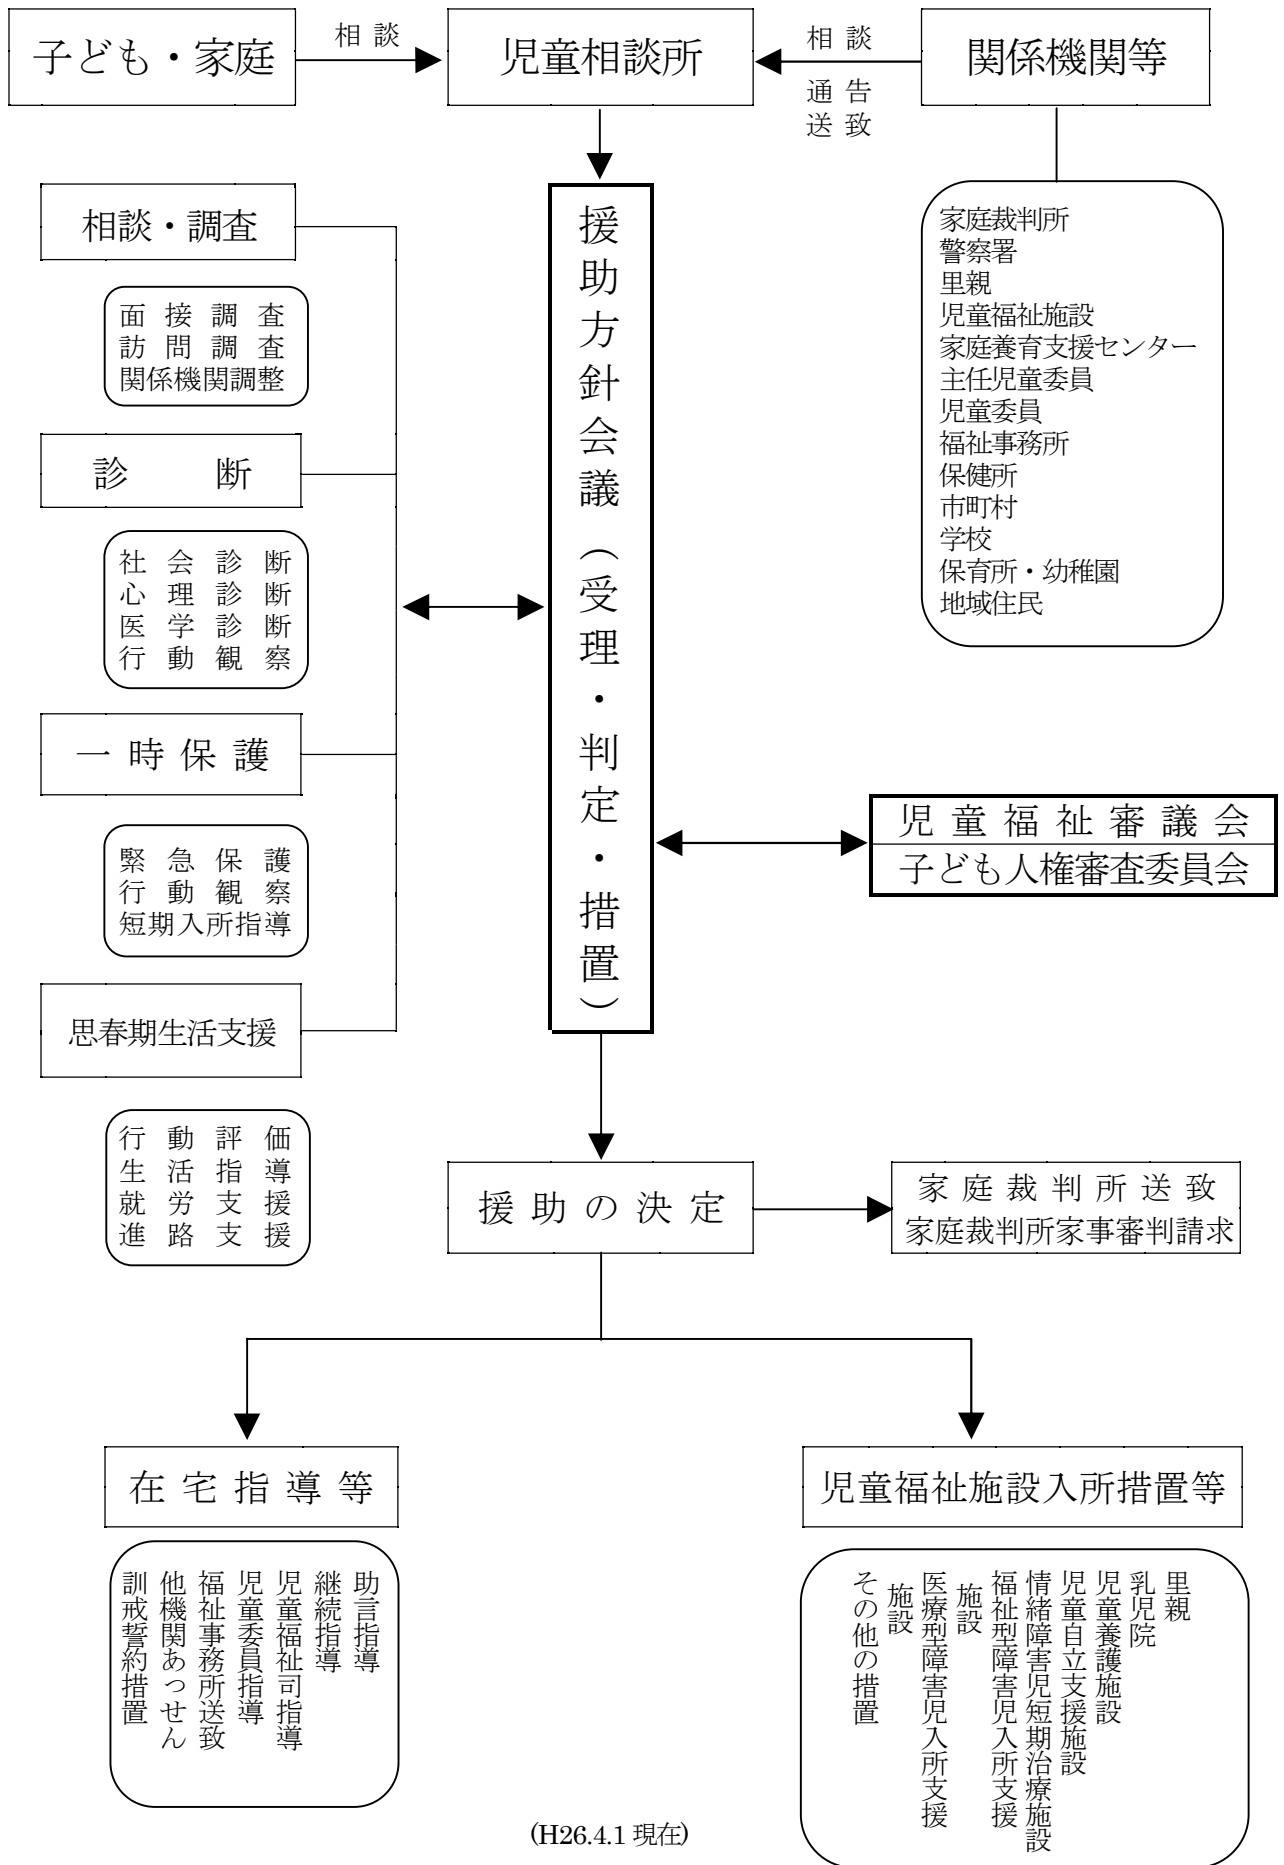 子ども・家庭
相談
児童相談所
相談
通告
送致
関係機関等
家庭裁判所
警察署
里親
児童福祉施設
家庭養育支援センター
主任児童委員
児童委員
福祉事務所
保健所
市町村
学校
保育所・幼稚園
地域住民
相談・調査
面接調査
訪問調査
関係機関調整
診断
社会診断
心理診断
医学診断
行動観察
一時保護
緊急保護
行動観察
短期入所指導
思春期生活支援
行動評価
生活指導
就労支援
進路支援
援助方針会議（受理・判定・措置）
児童福祉審議会
子ども人権審査委員会
援助の決定
家庭裁判所送致
家庭裁判所家事審判請求
在宅指導等
助言指導
継続指導
児童福祉司指導
児童委員指導
福祉事務所送致
他機関あっせん
訓戒誓約措置
児童福祉施設入所措置等
里親
乳児院
児童養護施設
児童自立支援施設
情緒障害児短期治療施設
福祉型障害児入所支援
施設
医療型障害児入所支援
施設
その他の措置
(H26.4.1 現在)